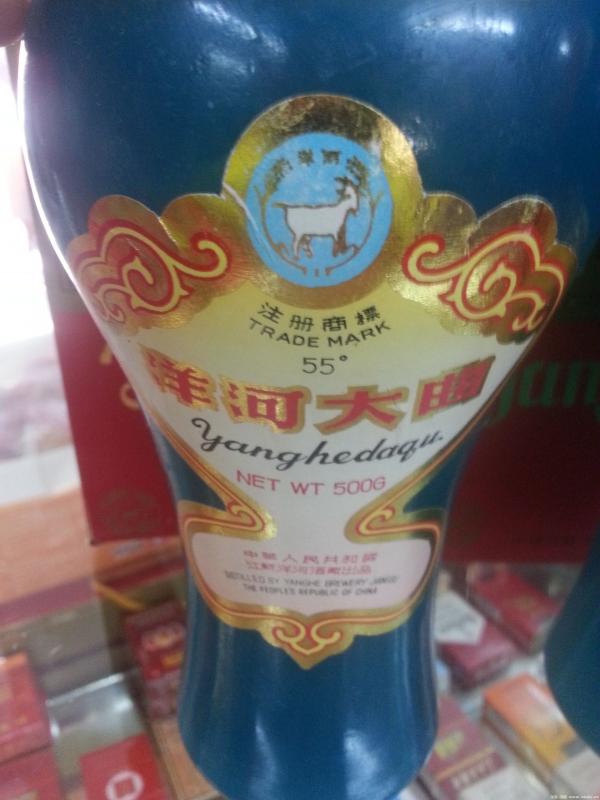 注册商標
TRADE MARK
55°
洋河大曲
Yanghedaqu.
NET WT 500G
中華人民共和國
江蘇洋河酒廠出品
DISTILLED BY YANGHE BREWERY JIANGSU
THE PEOPLE'S REPUBLIC OF CHINA